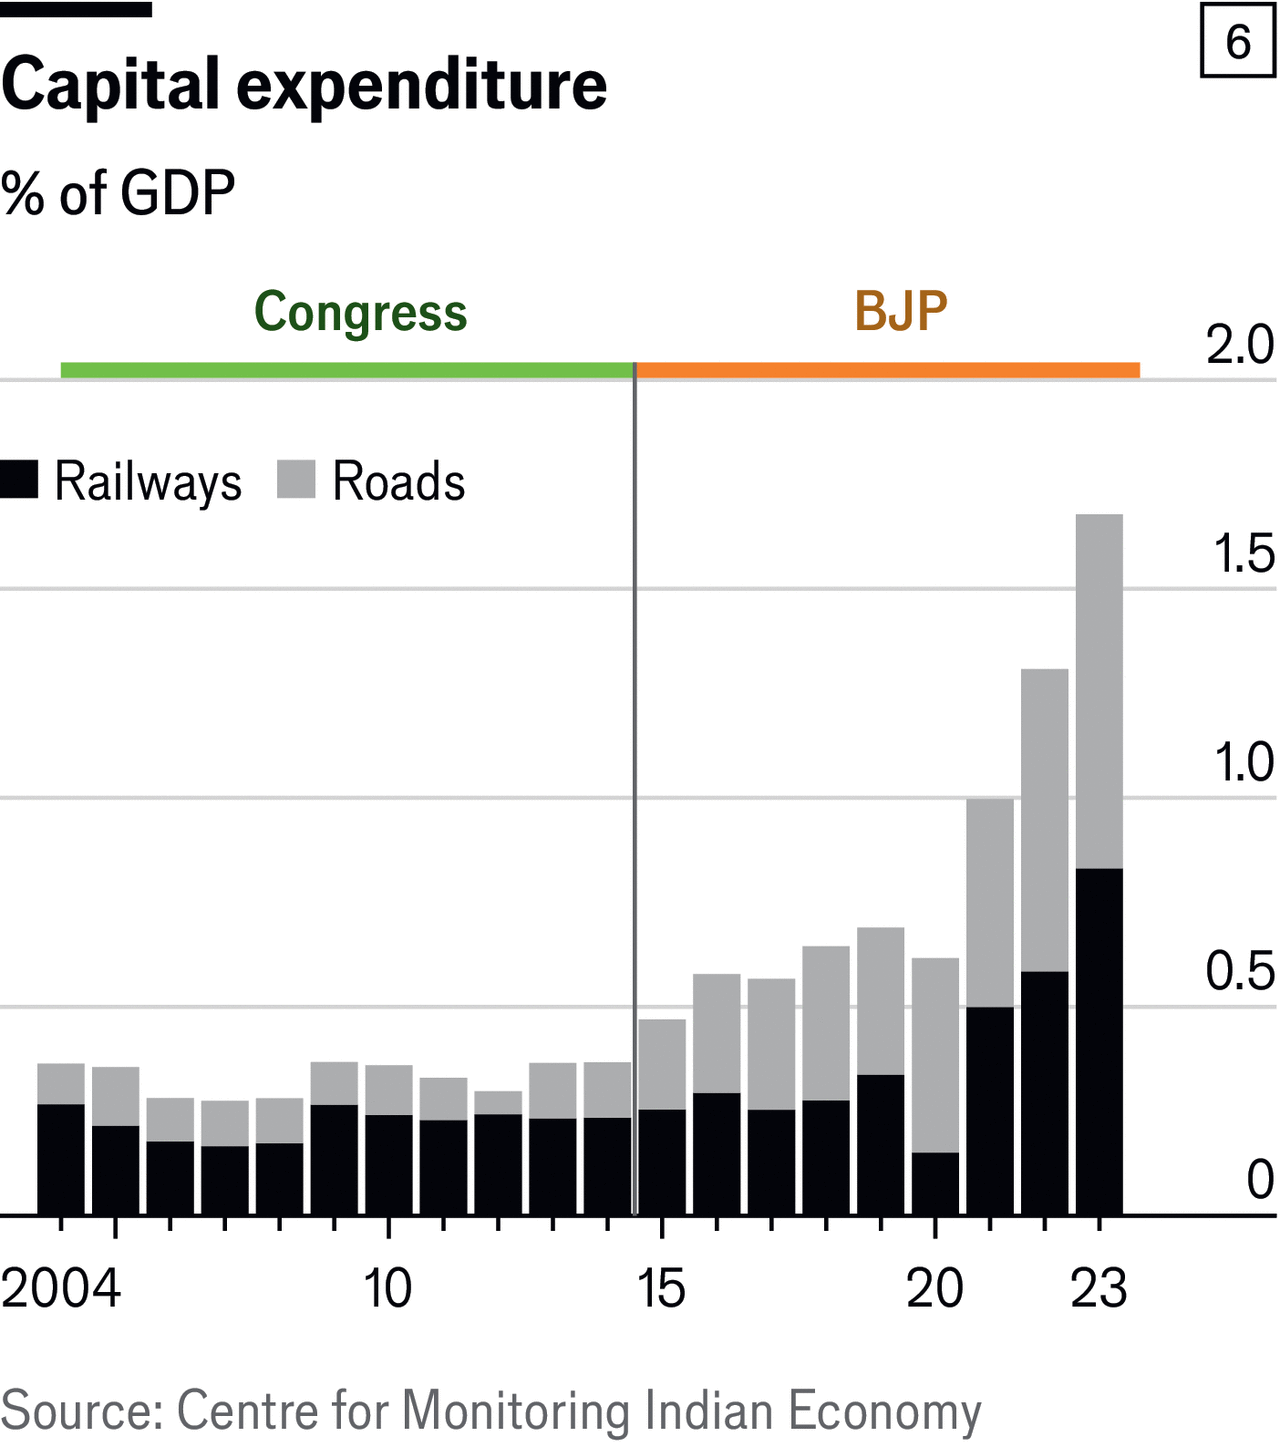 6
Capital expenditure
% of GDP
Congress
BJP
2.0
Railways
Roads
1.5
1.0
0.5
0
2004
10
15
20
23
Source: Centre for Monitoring Indian Economy